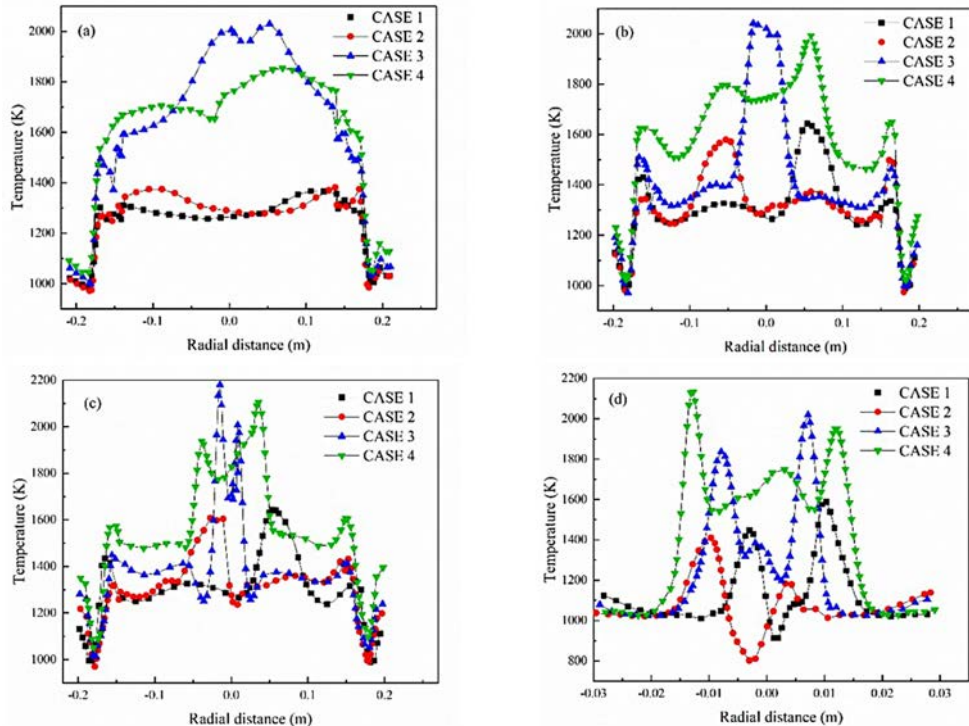 (a)
CASE 1
CASE 2
CASE 3
CASE 4
2000
1800
1600
1400
1200
1000
Temperature (K)
-0.2 -0.1 0.0 0.1 0.2
Radial distance (m)
(b)
CASE 1
CASE 2
CASE 3
CASE 4
2000
1800
1600
1400
1200
1000
Temperature (K)
-0.2 -0.1 0.0 0.1 0.2
Radial distance (m)
(c)
CASE 1
CASE 2
CASE 3
CASE 4
2200
2000
1800
1600
1400
1200
1000
Temperature (K)
-0.2 -0.1 0.0 0.1 0.2
Radial distance (m)
(d)
CASE 1
CASE 2
CASE 3
CASE 4
2200
2000
1800
1600
1400
1200
1000
800
600
Temperature (K)
-0.03 -0.02 -0.01 0.00 0.01 0.02 0.03
Radial distance (m)